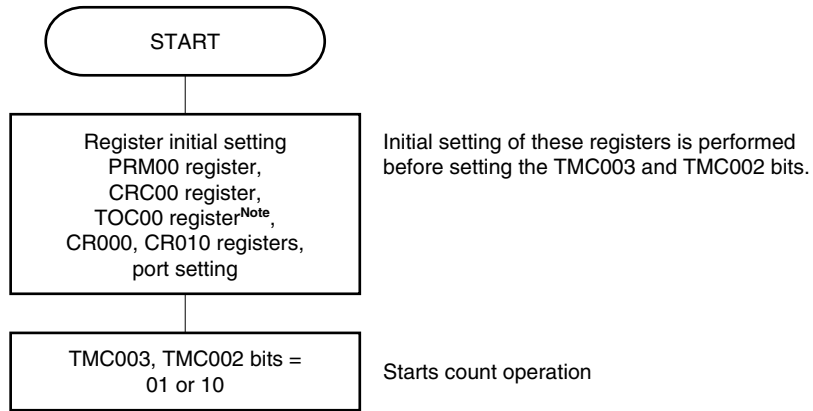 START
Register initial setting
PRM00 register,
CRC00 register,
TOC00 registerNote,
CR000, CR010 registers,
port setting
Initial setting of these registers is performed
before setting the TMC003 and TMC002 bits.
TMC003, TMC002 bits =
01 or 10
Starts count operation